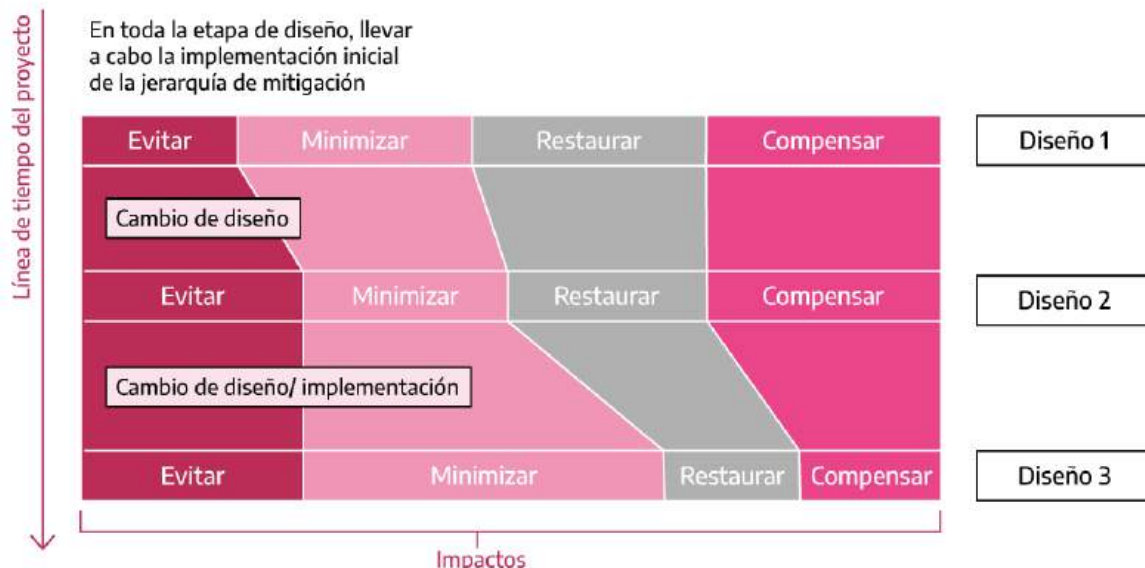 Línea de tiempo del proyecto
En toda la etapa de diseño, llevar
a cabo la implementación inicial
de la jerarquía de mitigación
Evitar Minimizar Restaurar Compensar Diseño 1
Cambio de diseño
Evitar Minimizar Restaurar Compensar Diseño 2
Cambio de diseño/ implementación
Evitar Minimizar Restaurar Compensar Diseño 3
Impactos